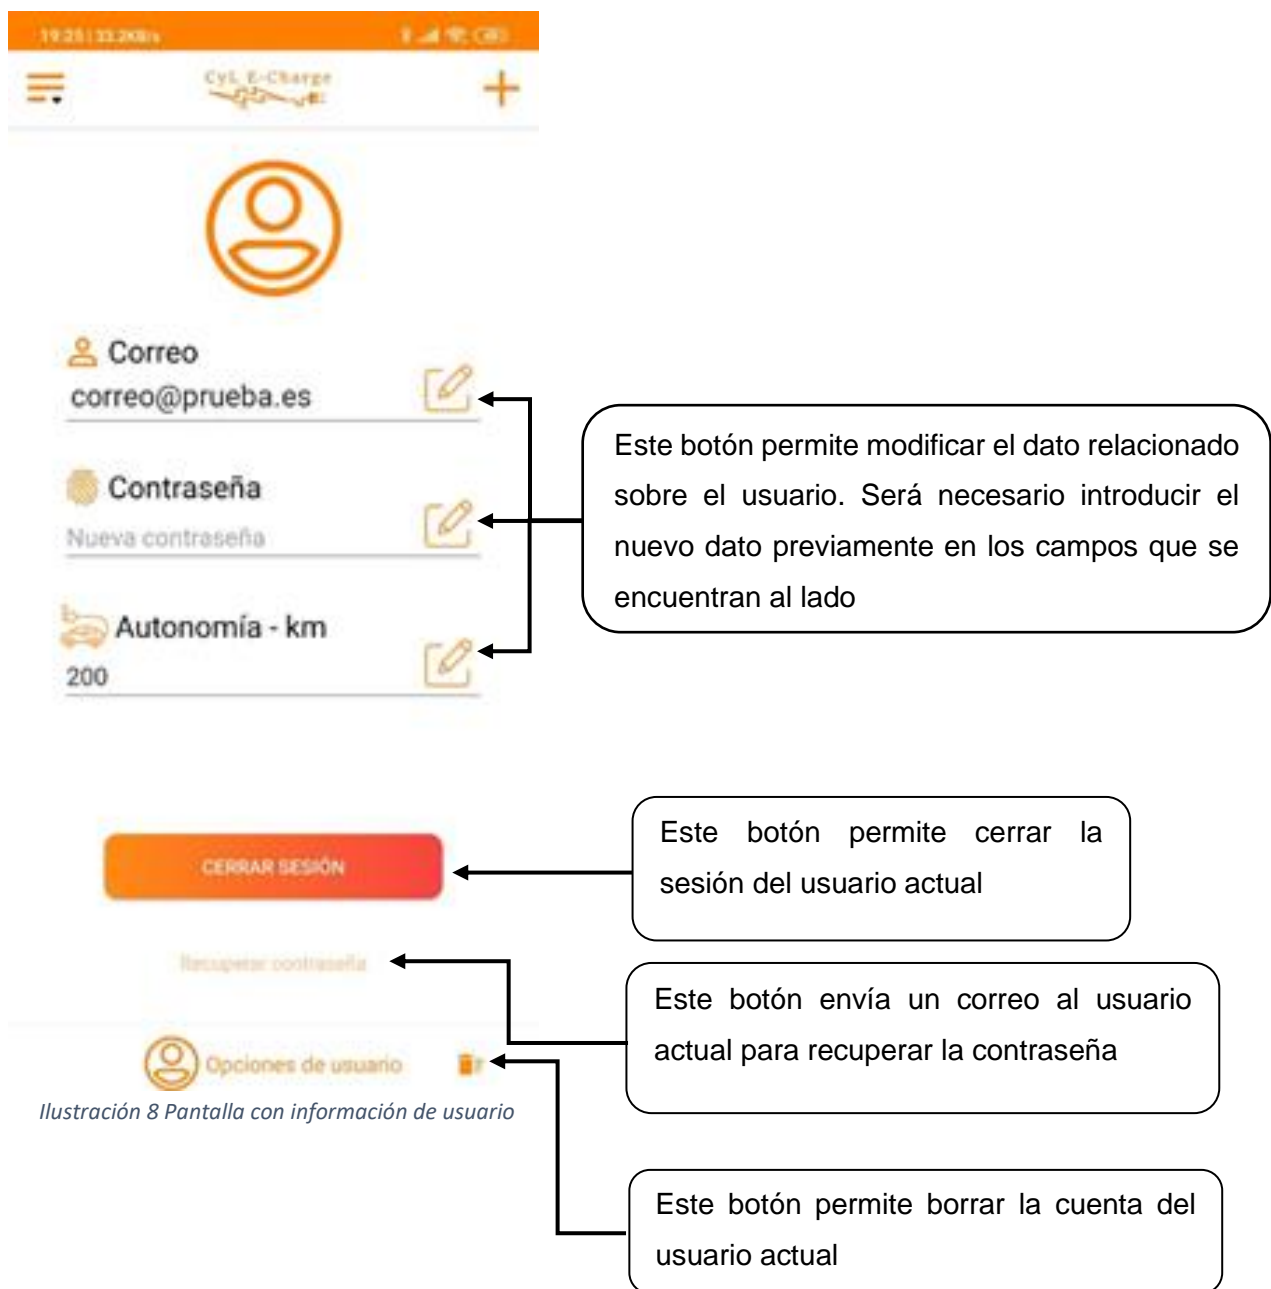 19:25 | 33.2KB/s
CyL E-Charge
Correo
correo@prueba.es
Contraseña
Nueva contraseña
Autonomía - km
200
Este botón permite modificar el dato relacionado
sobre el usuario. Será necesario introducir el
nuevo dato previamente en los campos que se
encuentran al lado
CERRAR SESIÓN
Este botón permite cerrar la
sesión del usuario actual
Recuperar contraseña
Este botón envía un correo al usuario
actual para recuperar la contraseña
Opciones de usuario
Ilustración 8 Pantalla con información de usuario
Este botón permite borrar la cuenta del
usuario actual